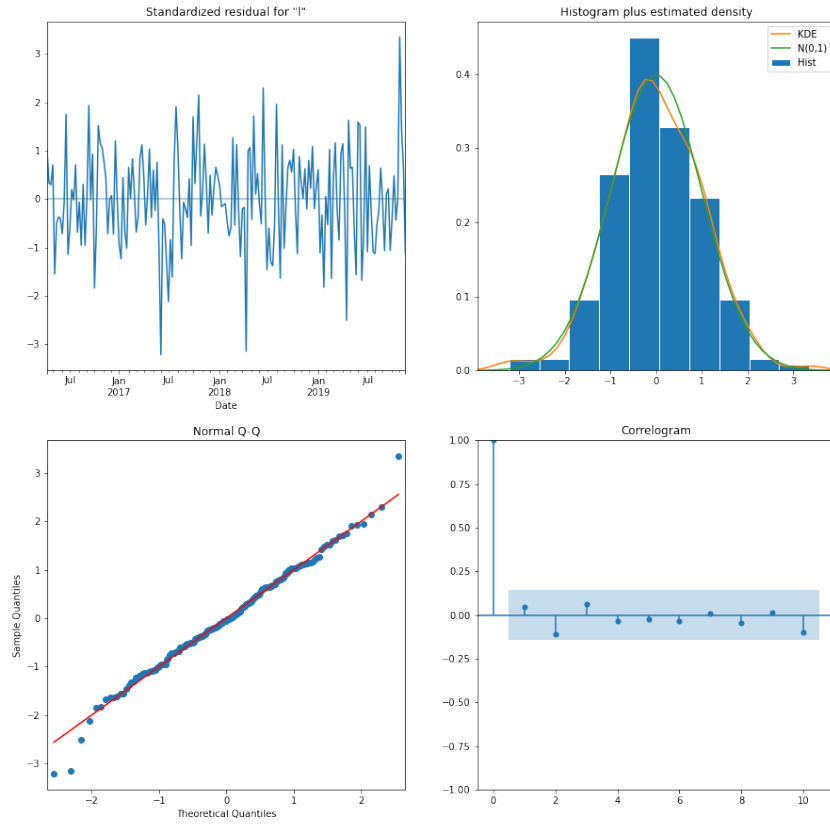 Standardized residual for "l"
3
2
1
0
−1
−2
−3
Jul Jan Jul Jan Jul Jan Jul
2017 2018 2019
Date
Histogram plus estimated density
KDE
N(0,1)
Hist
0.4
0.3
0.2
0.1
0.0
−3 −2 −1 0 1 2 3
Normal Q-Q
Sample Quantiles
3
2
1
0
−1
−2
−3
−2 −1 0 1 2
Theoretical Quantiles
Correlogram
1.00
0.75
0.50
0.25
0.00
−0.25
−0.50
−0.75
−1.00
0 2 4 6 8 10